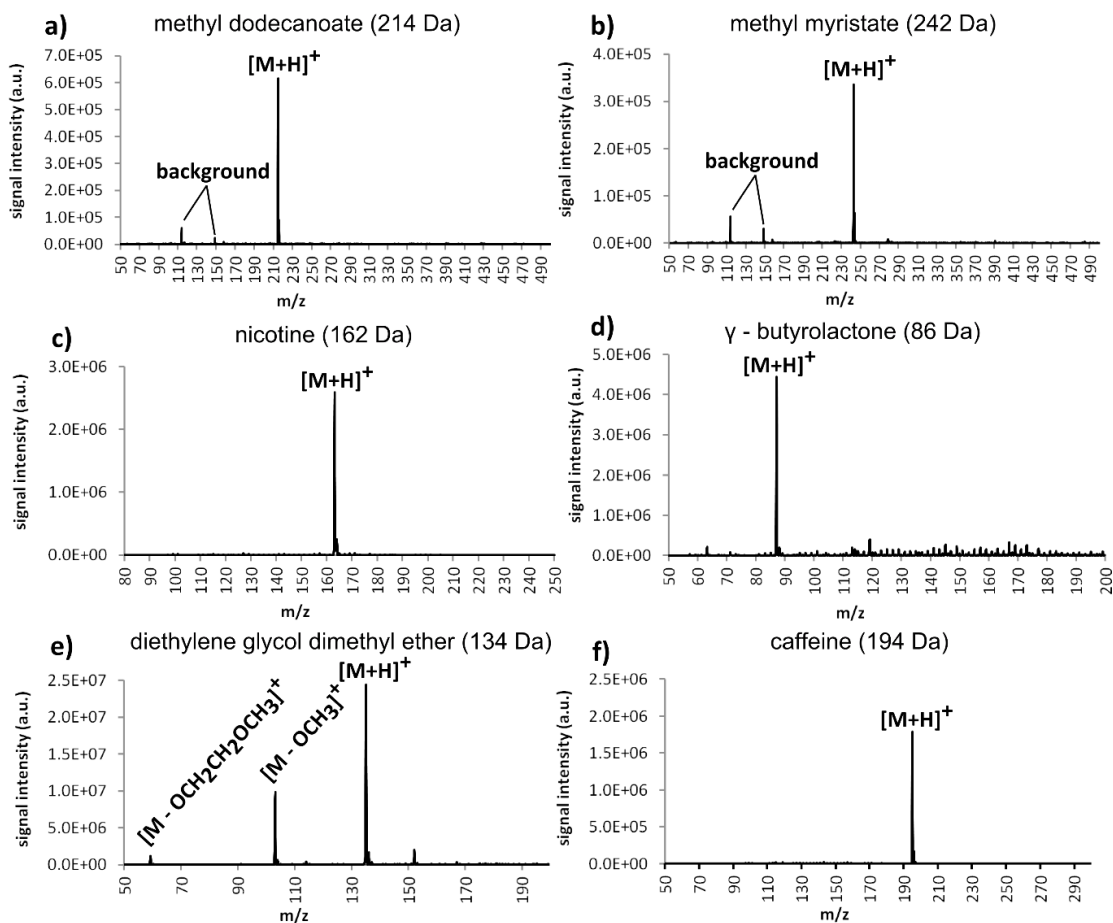 a) methyl dodecanoate (214 Da)
[M+H]+
background
signal intensity (a.u.)
7.0E+05
6.0E+05
5.0E+05
4.0E+05
3.0E+05
2.0E+05
1.0E+05
0.0E+00
50 70 90 110 130 150 170 190 210 230 250 270 290 310 330 350 370 390 410 430 450 470 490
m/z
b) methyl myristate (242 Da)
[M+H]+
background
signal intensity (a.u.)
4.0E+05
3.0E+05
2.0E+05
1.0E+05
0.0E+00
50 70 90 110 130 150 170 190 210 230 250 270 290 310 330 350 370 390 410 430 450 470 490
m/z
c) nicotine (162 Da)
[M+H]+
signal intensity (a.u.)
3.0E+06
2.0E+06
1.0E+06
0.0E+00
80 90 100 110 120 130 140 150 160 170 180 190 200 210 220 230 240 250
m/z
d) γ - butyrolactone (86 Da)
[M+H]+
signal intensity (a.u.)
5.0E+06
4.0E+06
3.0E+06
2.0E+06
1.0E+06
0.0E+00
50 60 70 80 90 100 110 120 130 140 150 160 170 180 190 200
m/z
e) diethylene glycol dimethyl ether (134 Da)
[M - OCH2CH2OCH3]+
[M - OCH3]+
[M+H]+
signal intensity (a.u.)
2.5E+07
2.0E+07
1.5E+07
1.0E+07
5.0E+06
0.0E+00
50 70 90 110 130 150 170 190
m/z
f) caffeine (194 Da)
[M+H]+
signal intensity (a.u.)
2.5E+06
2.0E+06
1.5E+06
1.0E+06
5.0E+05
0.0E+00
50 70 90 110 130 150 170 190 210 230 250 270 290
m/z